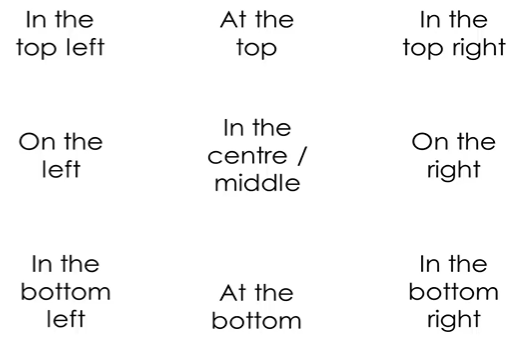 In the
top left
At the
top
In the
top right
On the
left
In the
centre /
middle
On the
right
In the
bottom
left
At the
bottom
In the
bottom
right